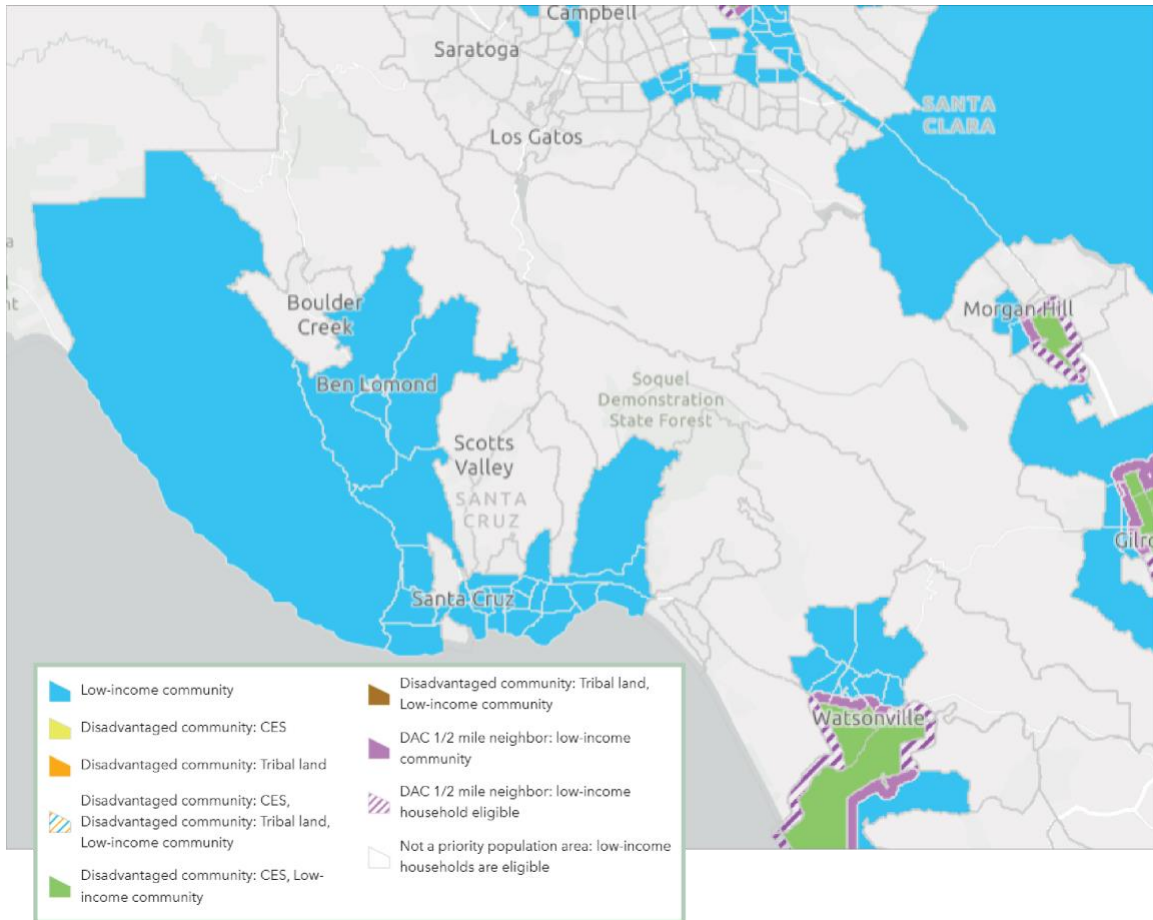 Campbell
Saratoga
SANTA
CLARA
Los Gatos
Boulder
Creek
Morgan Hill
Ben Lomond
Soquel
Demonstration
State Forest
Scotts
Valley
SANTA
CRUZ
Gilro
Santa Cruz
Watsonville
Low-income community
Disadvantaged community: CES
Disadvantaged community: Tribal land
Disadvantaged community: CES,
Disadvantaged community: Tribal land,
Low-income community
Disadvantaged community: CES, Low-
income community
Disadvantaged community: Tribal land,
Low-income community
DAC 1/2 mile neighbor: low-income
community
DAC 1/2 mile neighbor: low-income
household eligible
Not a priority population area: low-income
households are eligible